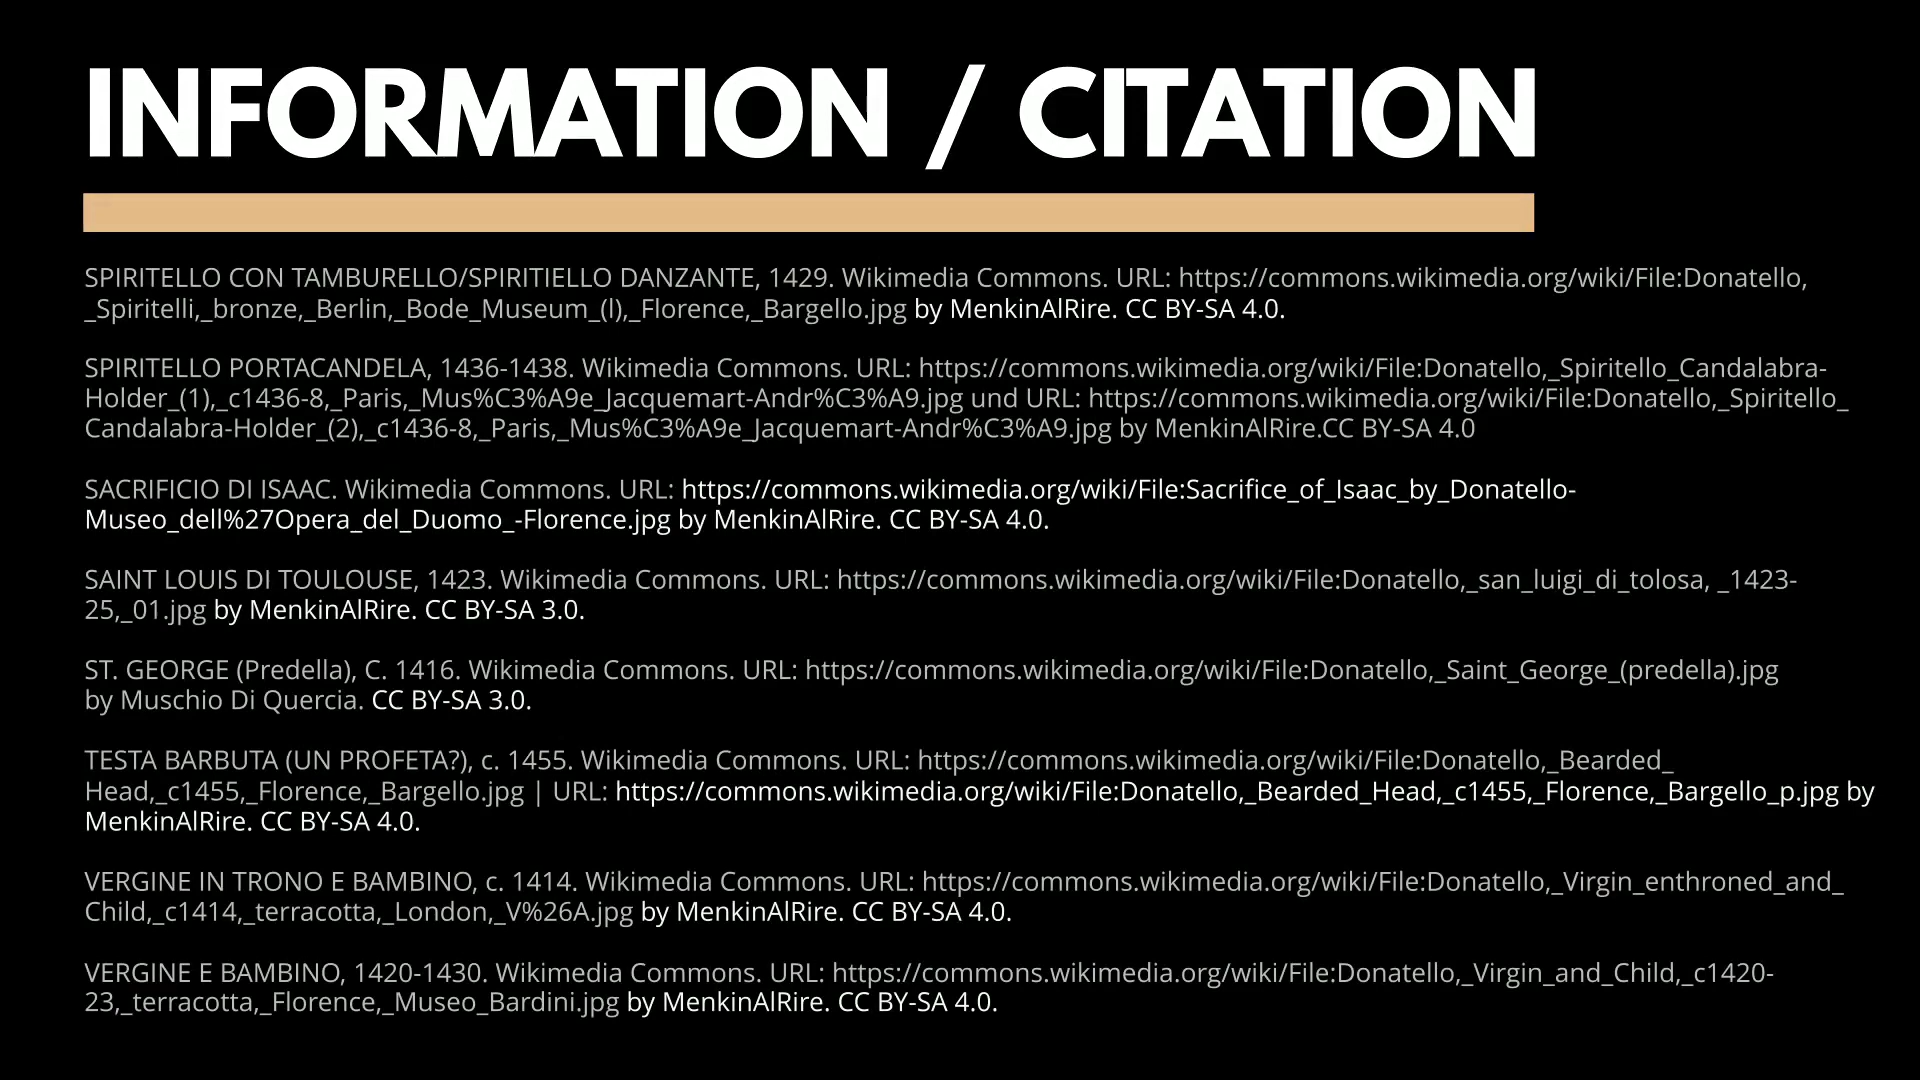 INFORMATION / CITATION
SPIRITELLO CON TAMBURELLO/SPIRITIELLO DANZANTE, 1429. Wikimedia Commons. URL: https://commons.wikimedia.org/wiki/File:Donatello,
_Spiritelli,_bronze,_Berlin,_Bode_Museum_(l),_Florence,_Bargello.jpg by MenkinAlRire. CC BY-SA 4.0.
SPIRITELLO PORTACANDELA, 1436-1438. Wikimedia Commons. URL: https://commons.wikimedia.org/wiki/File:Donatello,_Spiritello_Candalabra-
Holder_(1),_c1436-8,_Paris,_Mus%C3%A9e_Jacquemart-Andr%C3%A9.jpg und URL: https://commons.wikimedia.org/wiki/File:Donatello,_Spiritello_
Candalabra-Holder_(2),_c1436-8,_Paris,_Mus%C3%A9e_Jacquemart-Andr%C3%A9.jpg by MenkinAlRire.CC BY-SA 4.0
SACRIFICIO DI ISAAC. Wikimedia Commons. URL: https://commons.wikimedia.org/wiki/File:Sacrifice_of_Isaac_by_Donatello-
Museo_dell%27Opera_del_Duomo_-Florence.jpg by MenkinAlRire. CC BY-SA 4.0.
SAINT LOUIS DI TOULOUSE, 1423. Wikimedia Commons. URL: https://commons.wikimedia.org/wiki/File:Donatello,_san_luigi_di_tolosa, _1423-
25,_01.jpg by MenkinAlRire. CC BY-SA 3.0.
ST. GEORGE (Predella), C. 1416. Wikimedia Commons. URL: https://commons.wikimedia.org/wiki/File:Donatello,_Saint_George_(predella).jpg
by Muschio Di Quercia. CC BY-SA 3.0.
TESTA BARBUTA (UN PROFETA?), c. 1455. Wikimedia Commons. URL: https://commons.wikimedia.org/wiki/File:Donatello,_Bearded_
Head,_c1455,_Florence,_Bargello.jpg | URL: https://commons.wikimedia.org/wiki/File:Donatello,_Bearded_Head,_c1455,_Florence,_Bargello_p.jpg by
MenkinAlRire. CC BY-SA 4.0.
VERGINE IN TRONO E BAMBINO, c. 1414. Wikimedia Commons. URL: https://commons.wikimedia.org/wiki/File:Donatello,_Virgin_enthroned_and_
Child,_c1414,_terracotta,_London,_V%26A.jpg by MenkinAlRire. CC BY-SA 4.0.
VERGINE E BAMBINO, 1420-1430. Wikimedia Commons. URL: https://commons.wikimedia.org/wiki/File:Donatello,_Virgin_and_Child,_c1420-
23,_terracotta,_Florence,_Museo_Bardini.jpg by MenkinAlRire. CC BY-SA 4.0.